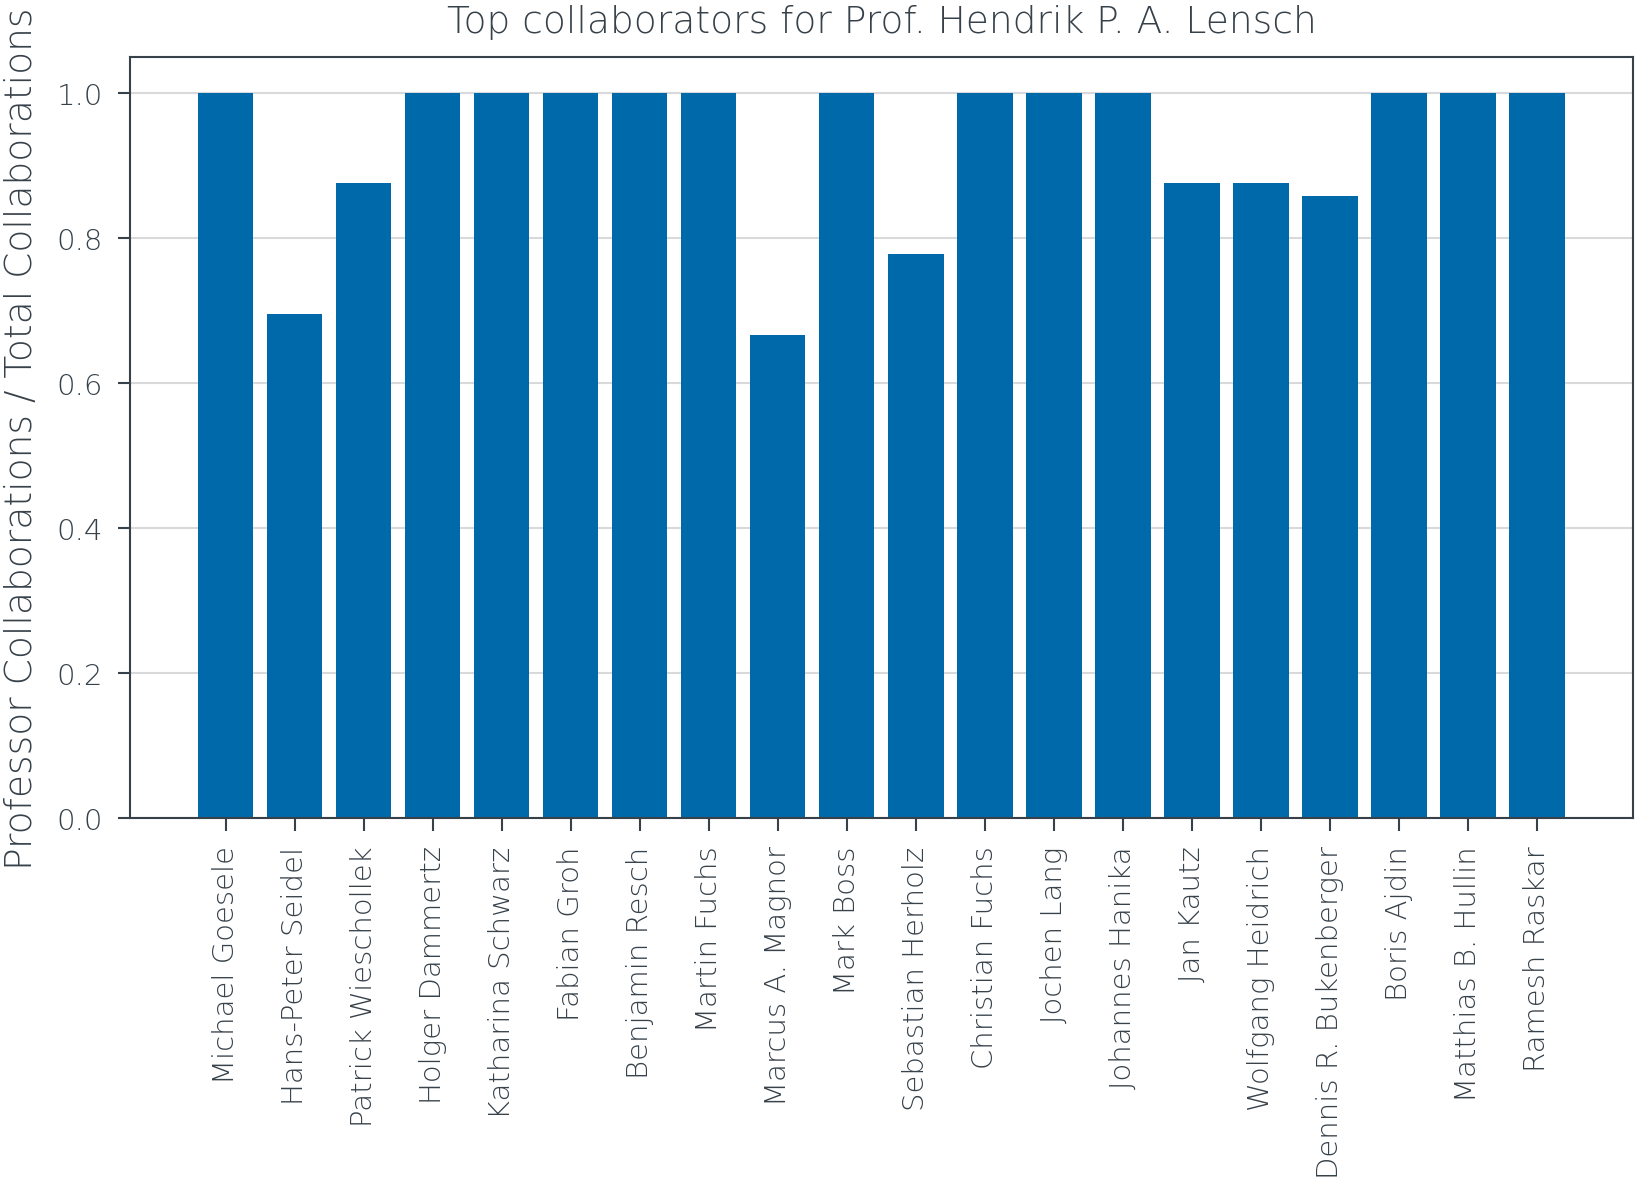 Top collaborators for Prof. Hendrik P. A. Lensch
Professor Collaborations / Total Collaborations
1.0
0.8
0.6
0.4
0.2
0.0
Michael Goesele
Hans-Peter Seidel
Patrick Wieschollek
Holger Dammertz
Katharina Schwarz
Fabian Groh
Benjamin Resch
Martin Fuchs
Marcus A. Magnor
Mark Boss
Sebastian Herholz
Christian Fuchs
Jochen Lang
Johannes Hanika
Jan Kautz
Wolfgang Heidrich
Dennis R. Bukenberger
Boris Ajdin
Matthias B. Hullin
Ramesh Raskar